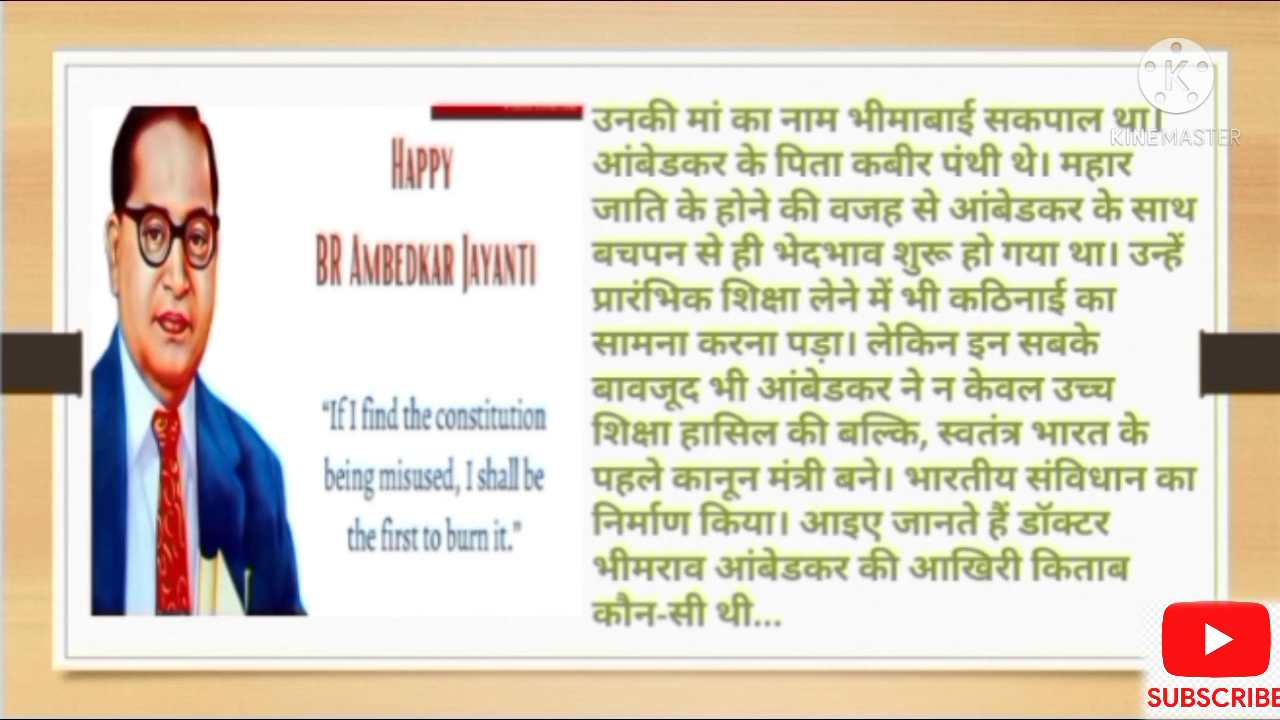 HAPPY
BR AMBEDKAR JAYANTI
“If I find the constitution
being misused, I shall be
the first to burn it.”
उनकी मां का नाम भीमाबाई सकपाल था।
आंबेडकर के पिता कबीर पंथी थे। महार
जाति के होने की वजह से आंबेडकर के साथ
बचपन से ही भेदभाव शुरू हो गया था। उन्हें
प्रारंभिक शिक्षा लेने में भी कठिनाई का
सामना करना पड़ा। लेकिन इन सबके
बावजूद भी आंबेडकर ने न केवल उच्च
शिक्षा हासिल की बल्कि, स्वतंत्र भारत के
पहले कानून मंत्री बने। भारतीय संविधान का
निर्माण किया। आइए जानते हैं डॉक्टर
भीमराव आंबेडकर की आखिरी किताब
कौन-सी थी...
K
KINEMASTER
SUBSCRIBE